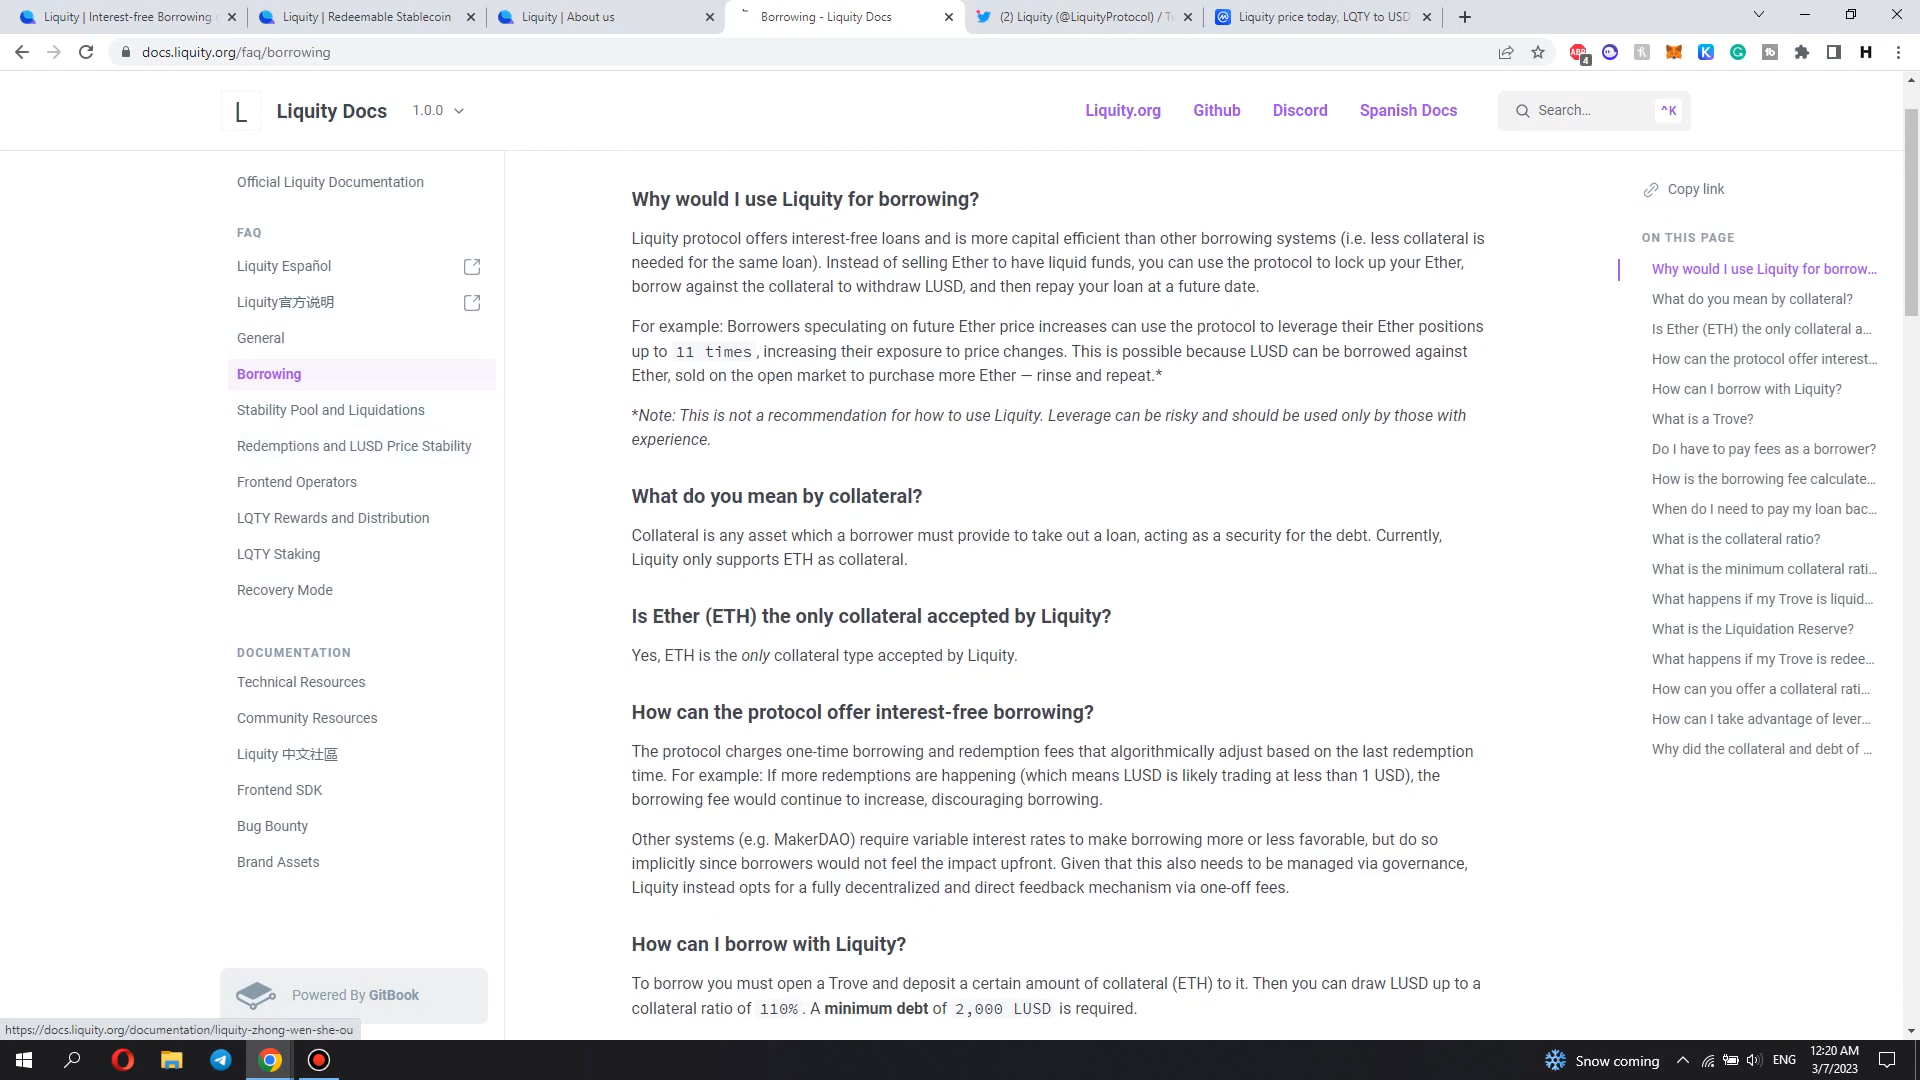 Liquity | Interest-free Borrowing
Liquity | Redeemable Stablecoin
Liquity | About us
Borrowing - Liquity Docs
(2) Liquity (@LiquityProtocol) / Tw
Liquity price today, LQTY to USD
docs.liquity.org/faq/borrowing
4
L
Liquity Docs
1.0.0
Liquity.org
Github
Discord
Spanish Docs
Search...
^K
Official Liquity Documentation
FAQ
Liquity Español
Liquity官方说明
General
Borrowing
Stability Pool and Liquidations
Redemptions and LUSD Price Stability
Frontend Operators
LQTY Rewards and Distribution
LQTY Staking
Recovery Mode
DOCUMENTATION
Technical Resources
Community Resources
Liquity 中文社區
Frontend SDK
Bug Bounty
Brand Assets
Powered By GitBook
https://docs.liquity.org/documentation/liquity-zhong-wen-she-ou
Why would I use Liquity for borrowing?
Liquity protocol offers interest-free loans and is more capital efficient than other borrowing systems (i.e. less collateral is
needed for the same loan). Instead of selling Ether to have liquid funds, you can use the protocol to lock up your Ether,
borrow against the collateral to withdraw LUSD, and then repay your loan at a future date.
For example: Borrowers speculating on future Ether price increases can use the protocol to leverage their Ether positions
up to 11 times, increasing their exposure to price changes. This is possible because LUSD can be borrowed against
Ether, sold on the open market to purchase more Ether — rinse and repeat.*
*Note: This is not a recommendation for how to use Liquity. Leverage can be risky and should be used only by those with
experience.
What do you mean by collateral?
Collateral is any asset which a borrower must provide to take out a loan, acting as a security for the debt. Currently,
Liquity only supports ETH as collateral.
Is Ether (ETH) the only collateral accepted by Liquity?
Yes, ETH is the only collateral type accepted by Liquity.
How can the protocol offer interest-free borrowing?
The protocol charges one-time borrowing and redemption fees that algorithmically adjust based on the last redemption
time. For example: If more redemptions are happening (which means LUSD is likely trading at less than 1 USD), the
borrowing fee would continue to increase, discouraging borrowing.
Other systems (e.g. MakerDAO) require variable interest rates to make borrowing more or less favorable, but do so
implicitly since borrowers would not feel the impact upfront. Given that this also needs to be managed via governance,
Liquity instead opts for a fully decentralized and direct feedback mechanism via one-off fees.
How can I borrow with Liquity?
To borrow you must open a Trove and deposit a certain amount of collateral (ETH) to it. Then you can draw LUSD up to a
collateral ratio of 110%. A minimum debt of 2,000 LUSD is required.
Copy link
ON THIS PAGE
Why would I use Liquity for borrow...
What do you mean by collateral?
Is Ether (ETH) the only collateral a...
How can the protocol offer interest...
How can I borrow with Liquity?
What is a Trove?
Do I have to pay fees as a borrower?
How is the borrowing fee calculate...
When do I need to pay my loan bac...
What is the collateral ratio?
What is the minimum collateral rati...
What happens if my Trove is liquid...
What is the Liquidation Reserve?
What happens if my Trove is redee...
How can you offer a collateral rati...
How can I take advantage of lever...
Why did the collateral and debt of ...
Snow coming
ENG
12:20 AM
3/7/2023